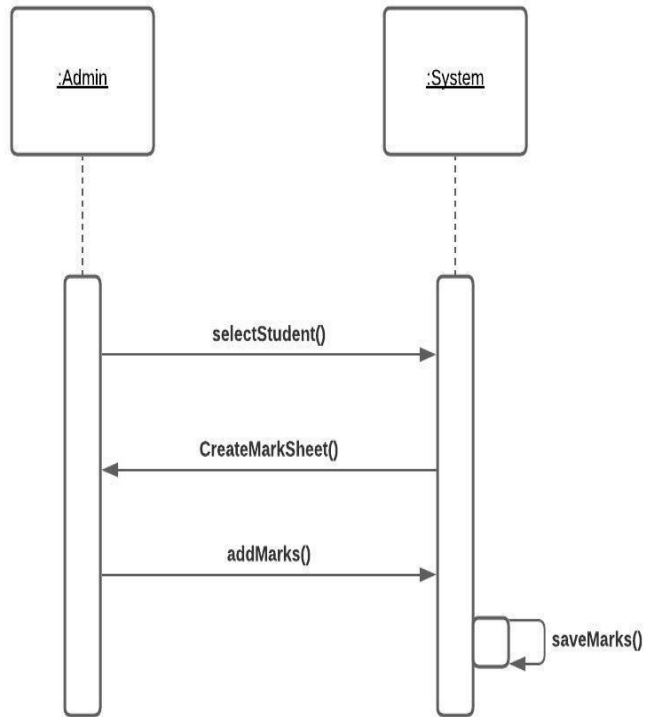 :Admin
:System
selectStudent()
CreateMarkSheet()
addMarks()
saveMarks()